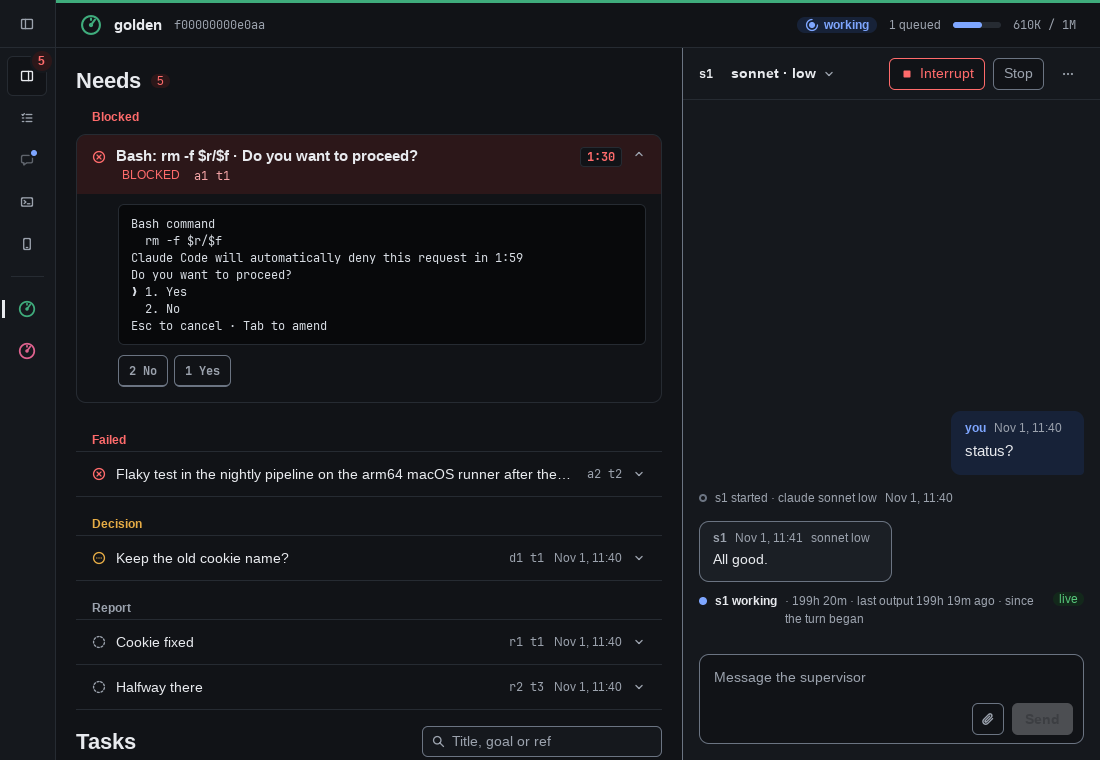 golden f00000000e0aa
working 1 queued 610K / 1M
5
Needs 5
Blocked
Bash: rm -f $r/$f · Do you want to proceed? 1:30
BLOCKED a1 t1
Bash command
rm -f $r/$f
Claude Code will automatically deny this request in 1:59
Do you want to proceed?
❯ 1. Yes
2. No
Esc to cancel · Tab to amend
2 No 1 Yes
Failed
Flaky test in the nightly pipeline on the arm64 macOS runner after the… a2 t2
Decision
Keep the old cookie name? d1 t1 Nov 1, 11:40
Report
Cookie fixed r1 t1 Nov 1, 11:40
Halfway there r2 t3 Nov 1, 11:40
Tasks Title, goal or ref
s1 sonnet · low Interrupt Stop
you Nov 1, 11:40
status?
s1 started · claude sonnet low Nov 1, 11:40
s1 Nov 1, 11:41 sonnet low
All good.
s1 working · 199h 20m · last output 199h 19m ago · since live
the turn began
Message the supervisor
Send